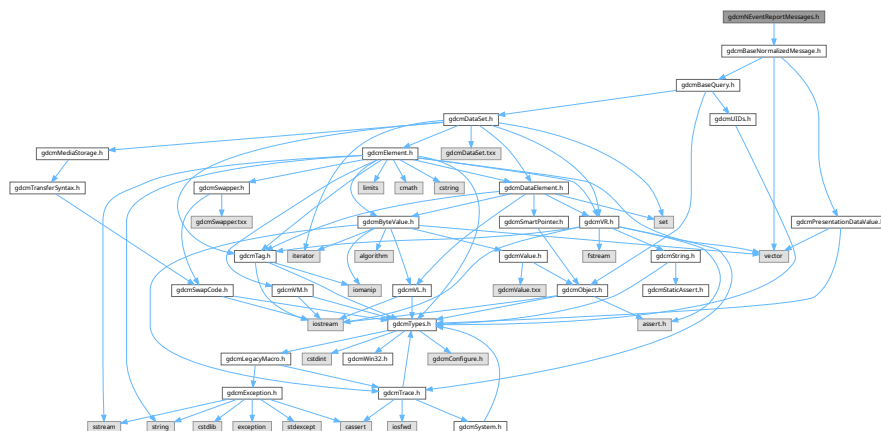 gdcmNEventReportMessages.h
gdcmBaseNormalizedMessage.h
gdcmBaseQuery.h
gdcmDataSet.h
gdcmUIDs.h
gdcmMediaStorage.h
gdcmElement.h
gdcmDataSet.txx
gdcmTransferSyntax.h
gdcmSwapper.h
limits
cmath
cstring
gdcmDataElement.h
gdcmSwapper.txx
gdcmByteValue.h
gdcmSmartPointer.h
gdcmVR.h
set
gdcmPresentationDataValue.h
gdcmTag.h
iterator
algorithm
gdcmValue.h
fstream
gdcmString.h
vector
gdcmSwapCode.h
gdcmVM.h
iomanip
gdcmVL.h
gdcmValue.txx
gdcmObject.h
gdcmStaticAssert.h
iostream
gdcmTypes.h
assert.h
gdcmLegacyMacro.h
cstdint
gdcmWin32.h
gdcmConfigure.h
gdcmException.h
gdcmTrace.h
sstream
string
cstdlib
exception
stdexcept
cassert
iosfwd
gdcmSystem.h